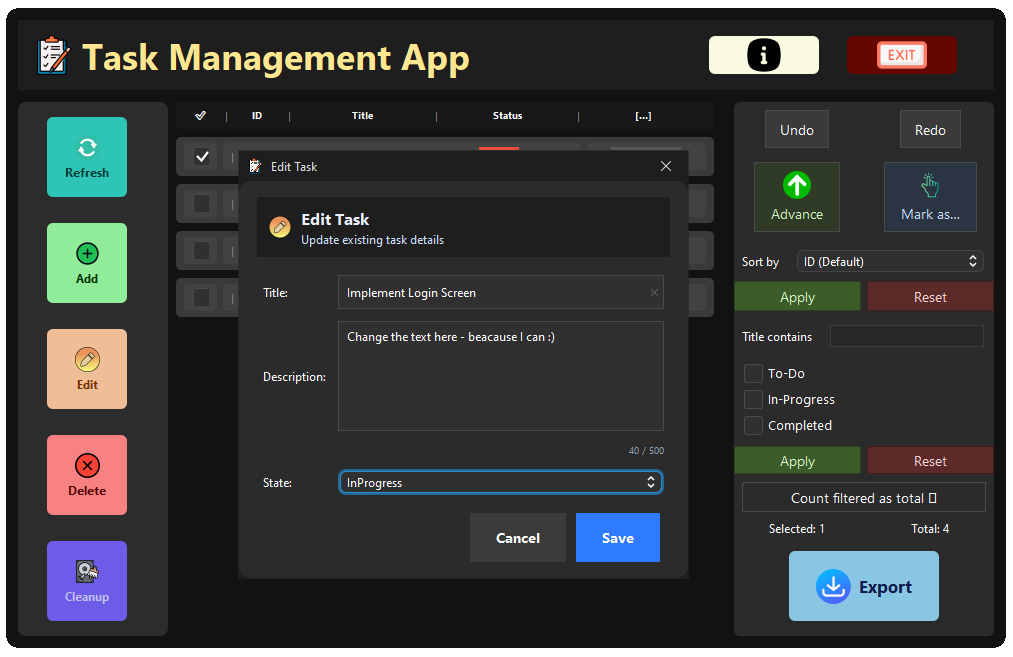 Task Management App
EXIT
Refresh
Add
Edit
Delete
Cleanup
| ID | Title | Status | [...]
Edit Task
Edit Task
Update existing task details
Title: Implement Login Screen
Description: Change the text here - beacause I can :)
40 / 500
State: InProgress
Cancel Save
Undo Redo
Advance Mark as...
Sort by ID (Default)
Apply Reset
Title contains
To-Do
In-Progress
Completed
Apply Reset
Count filtered as total
Selected: 1 Total: 4
Export